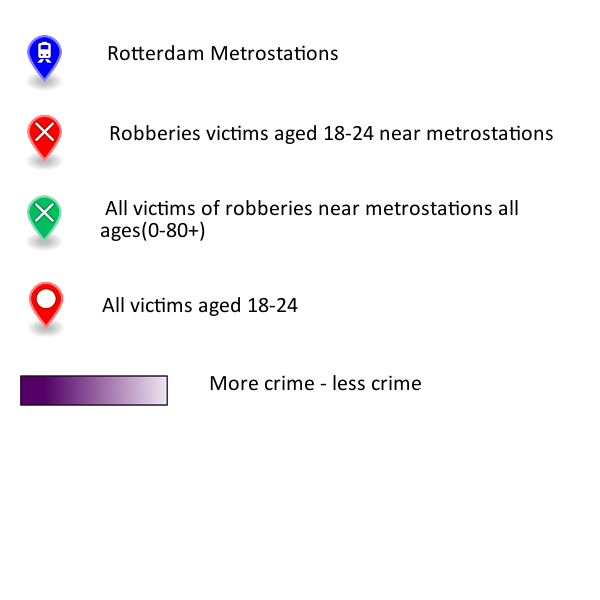 Rotterdam Metrostations
Robberies victims aged 18-24 near metrostations
All victims of robberies near metrostations all
ages(0-80+)
All victims aged 18-24
More crime - less crime